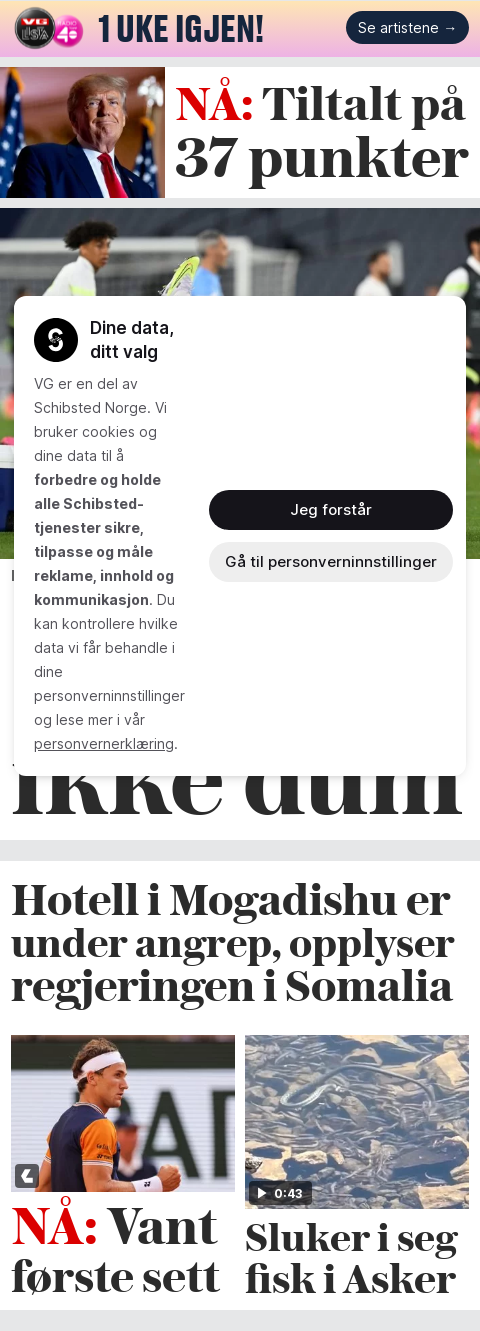 VG
lista
RADIO
1 UKE IGJEN!
Se artistene →
NÅ: Tiltalt på
37 punkter
Dine data,
ditt valg
VG er en del av
Schibsted Norge. Vi
bruker cookies og
dine data til å
forbedre og holde
alle Schibsted-
tjenester sikre,
tilpasse og måle
reklame, innhold og
kommunikasjon. Du
kan kontrollere hvilke
data vi får behandle i
dine
personverninnstillinger
og lese mer i vår
personvernerklæring.
Jeg forstår
Gå til personverninnstillinger
ikke dum
Hotell i Mogadishu er
under angrep, opplyser
regjeringen i Somalia
0:43
NÅ: Vant
første sett
Sluker i seg
fisk i Asker